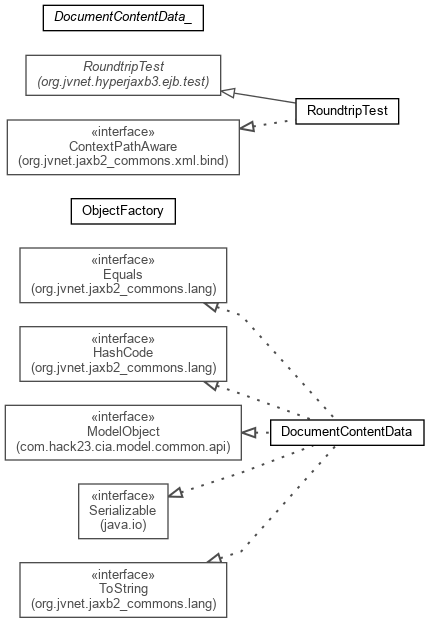 DocumentContentData_
RoundtripTest
(org.jvnet.hyperjaxb3.ejb.test)
RoundtripTest
«interface»
ContextPathAware
(org.jvnet.jaxb2_commons.xml.bind)
ObjectFactory
«interface»
Equals
(org.jvnet.jaxb2_commons.lang)
«interface»
HashCode
(org.jvnet.jaxb2_commons.lang)
«interface»
ModelObject
(com.hack23.cia.model.common.api)
DocumentContentData
«interface»
Serializable
(java.io)
«interface»
ToString
(org.jvnet.jaxb2_commons.lang)